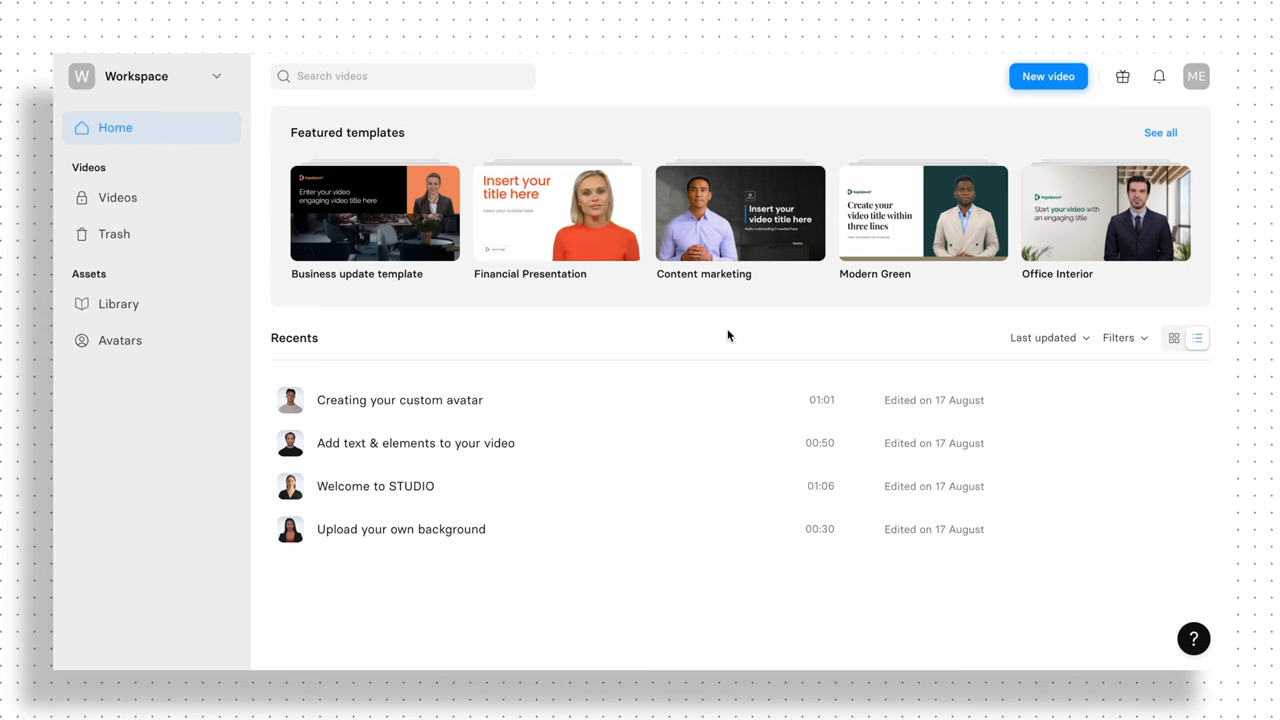 W Workspace
Search videos
New video
ME
Home
Videos
Videos
Trash
Assets
Library
Avatars
Featured templates
See all
Enter your video
engaging video title here
Business update template
Insert your
title here
Financial Presentation
Insert your
video title here
Content marketing
Create your
video title within
three lines
Modern Green
Start your video with
an engaging title
Office Interior
Recents
Last updated
Filters
Creating your custom avatar 01:01 Edited on 17 August
Add text & elements to your video 00:50 Edited on 17 August
Welcome to STUDIO 01:06 Edited on 17 August
Upload your own background 00:30 Edited on 17 August
?